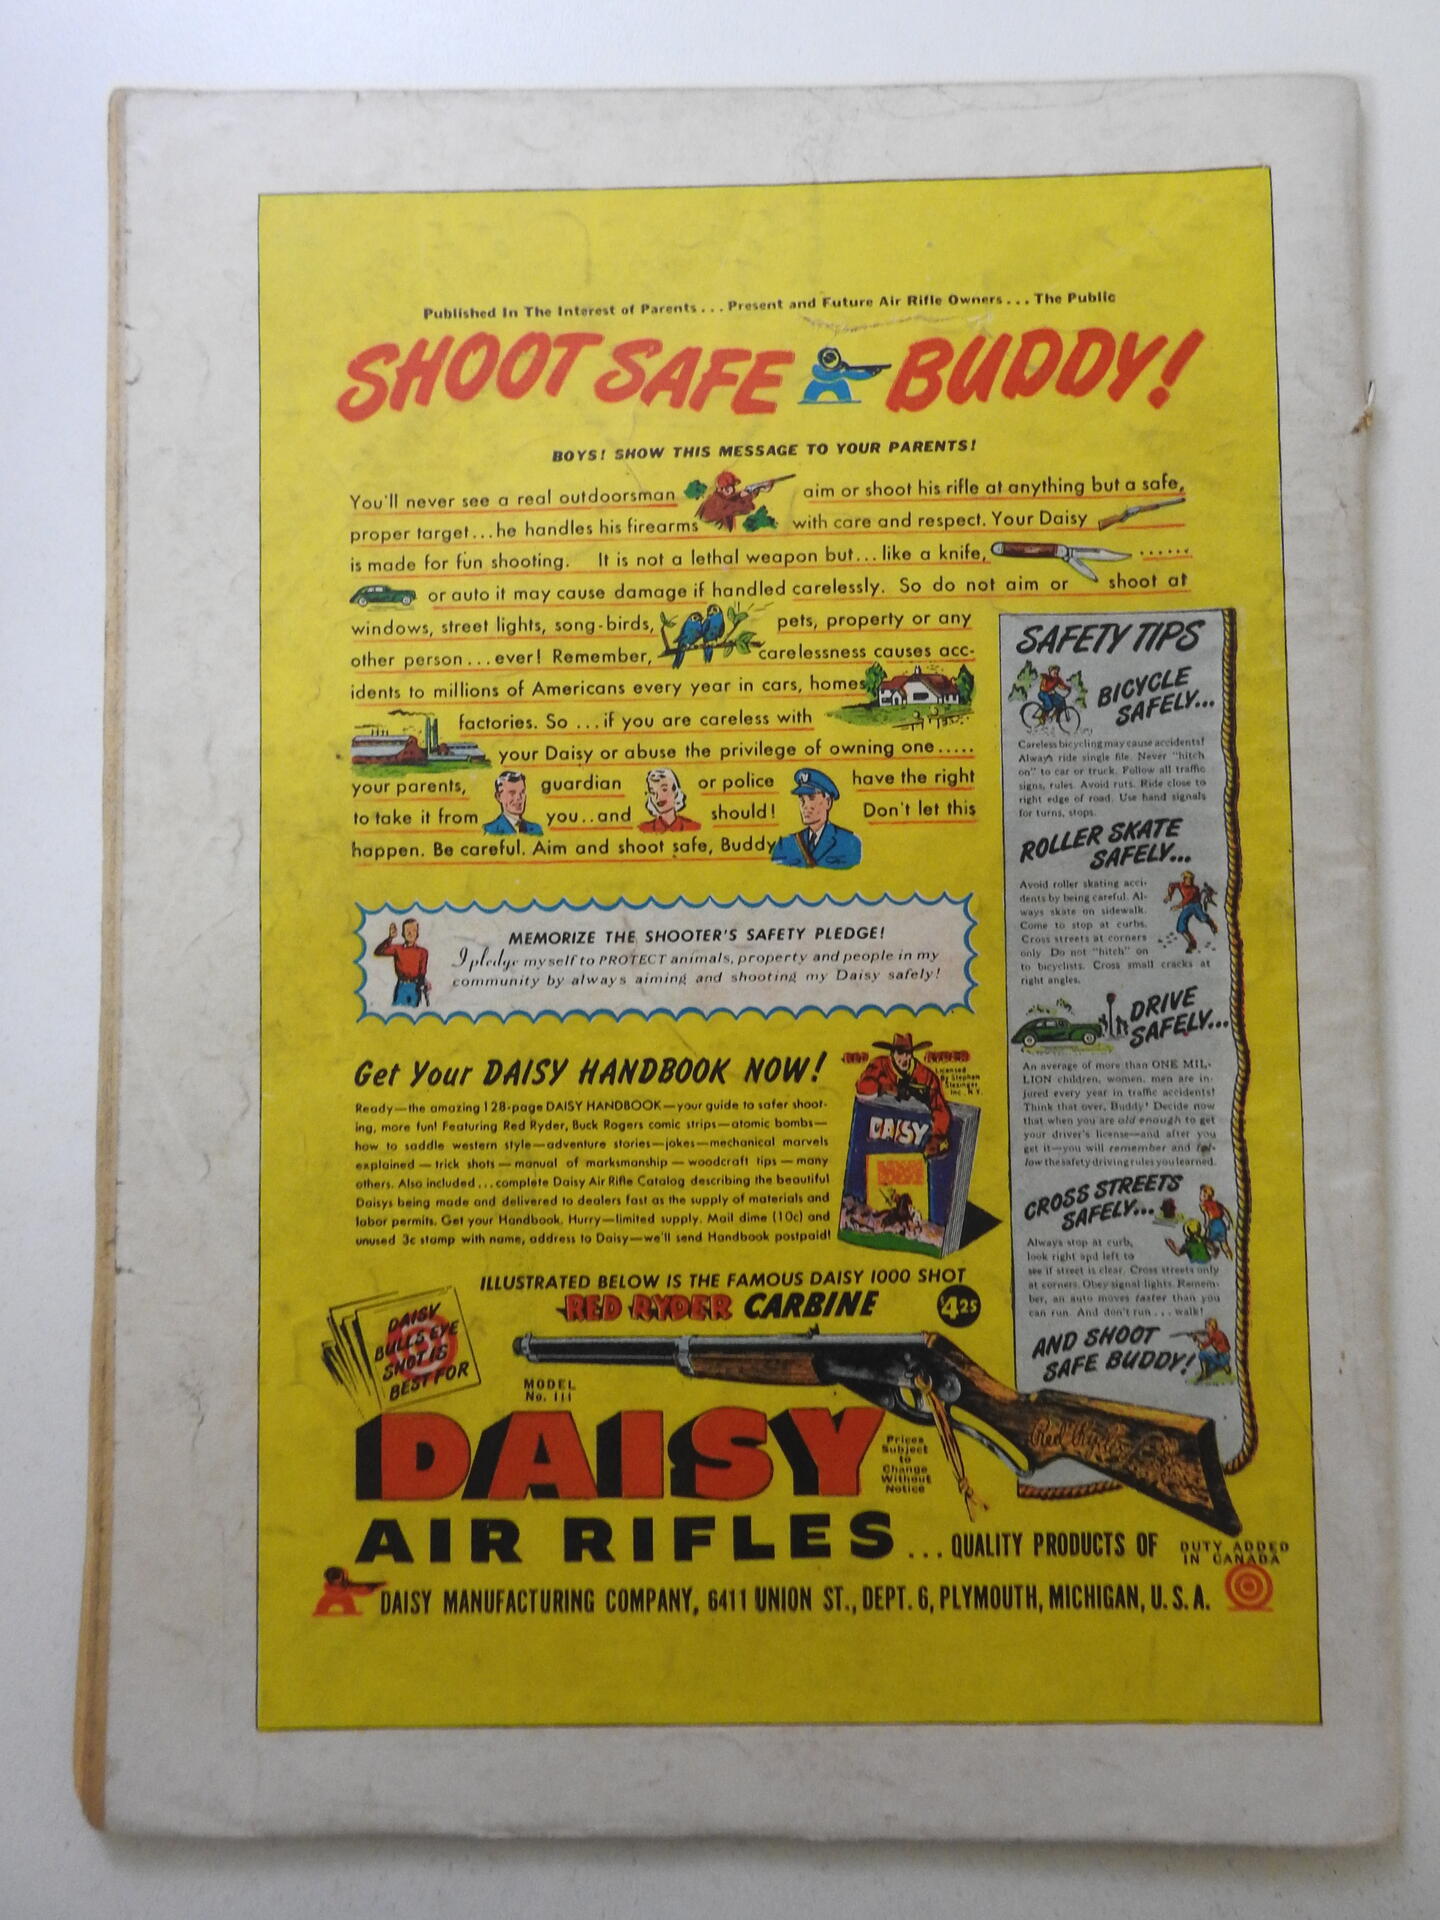 Published In The Interest of Parents . . . Present and Future Air Rifle Owners . . . The Public
SHOOT SAFE BUDDY!
BOYS! SHOW THIS MESSAGE TO YOUR PARENTS!
You'll never see a real outdoorsman aim or shoot his rifle at anything but a safe,
proper target...he handles his firearms with care and respect. Your Daisy
is made for fun shooting. It is not a lethal weapon but...like a knife, ......
or auto it may cause damage if handled carelessly. So do not aim or shoot at
windows, street lights, song-birds, pets, property or any
other person...ever! Remember, carelessness causes acc-
idents to millions of Americans every year in cars, homes
factories. So ...if you are careless with
your Daisy or abuse the privilege of owning one.....
your parents, guardian or police have the right
to take it from you..and should! Don't let this
happen. Be careful. Aim and shoot safe, Buddy!
MEMORIZE THE SHOOTER'S SAFETY PLEDGE!
I pledge myself to PROTECT animals, property and people in my
community by always aiming and shooting my Daisy safely!
Get Your DAISY HANDBOOK NOW!
Ready—the amazing 128-page DAISY HANDBOOK—your guide to safer shoot-
ing, more fun! Featuring Red Ryder, Buck Rogers comic strips—atomic bombs—
how to saddle western style—adventure stories—jokes—mechanical marvels
explained — trick shots — manual of marksmanship — woodcraft tips — many
others. Also included...complete Daisy Air Rifle Catalog describing the beautiful
Daisys being made and delivered to dealers fast as the supply of materials and
labor permits. Get your Handbook. Hurry—limited supply. Mail dime (10c) and
unused 3c stamp with name, address to Daisy—we'll send Handbook postpaid!
RED RYDER
Licensed
By Stephen
Slesinger
Inc. N.Y.
DAISY
SAFETY TIPS
BICYCLE
SAFELY...
Careless bicycling may cause accidents!
Always ride single file. Never "hitch
on" to car or truck. Follow all traffic
signs, rules. Avoid ruts. Ride close to
right edge of road. Use hand signals
for turns, stops.
ROLLER SKATE
SAFELY...
Avoid roller skating acci-
dents by being careful. Al-
ways skate on sidewalk.
Come to stop at curbs.
Cross streets at corners
only Do not "hitch" on
to bicyclists. Cross small cracks at
right angles.
DRIVE
SAFELY...
An average of more than ONE MIL-
LION children, women, men are in-
jured every year in traffic accidents!
Think that over, Buddy! Decide now
that when you are old enough to get
your driver's license—and after you
get it—you will remember and fol-
low the safety driving rules you learned.
CROSS STREETS
SAFELY...
Always stop at curb,
look right and left to
see if street is clear. Cross streets only
at corners. Obey signal lights. Remem-
ber, an auto moves faster than you
can run. And don't run . . . walk!
AND SHOOT
SAFE BUDDY!
ILLUSTRATED BELOW IS THE FAMOUS DAISY 1000 SHOT
RED RYDER CARBINE $4.25
DAISY
BULLS EYE
SHOT IS
BEST FOR
MODEL
No. 111
Red Ryder
DAISY
Prices
Subject
to
Change
Without
Notice
AIR RIFLES ... QUALITY PRODUCTS OF
DUTY ADDED
IN CANADA
DAISY MANUFACTURING COMPANY, 6411 UNION ST., DEPT. 6, PLYMOUTH, MICHIGAN, U. S. A.